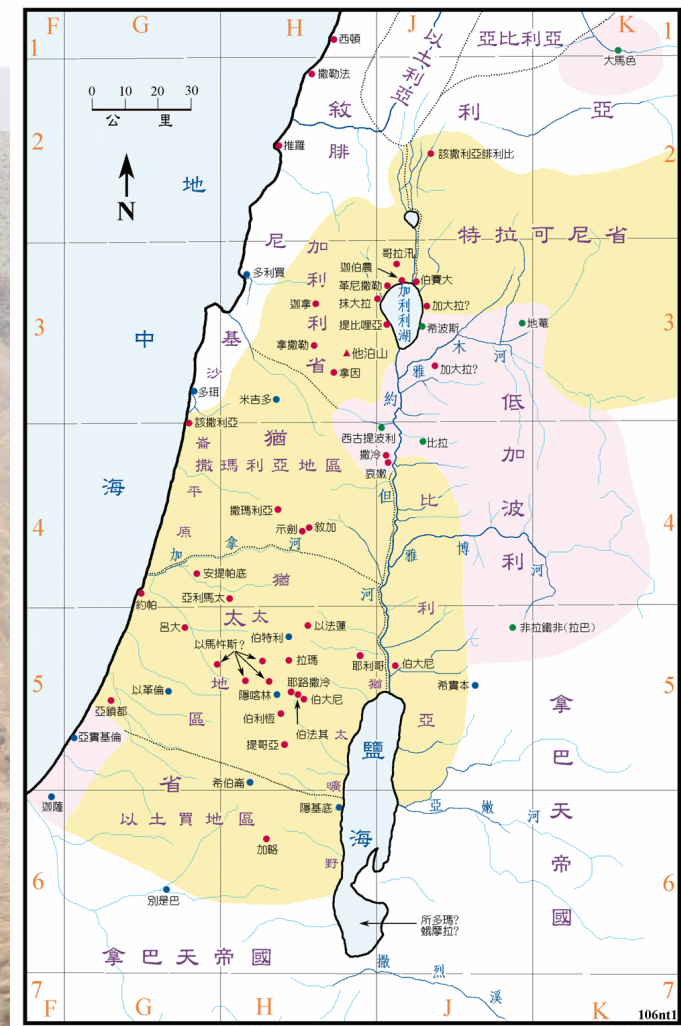 F G H J K
1
西頓
以土利亞
亞比利亞
大馬色
1
撒勒法
0 10 20 30
公 里
敘 利 亞
2
推羅
腓
該撒利亞腓利比
2
N
地
尼
加
特拉可尼省
哥拉汛
迦伯農
多利買
利
革尼撒勒
伯賽大
迦拿
抹大拉
加利利湖
加大拉?
3
中
基
利
提比哩亞
希波斯
地菴
3
拿撒勒
省
他泊山
木
河
沙
拿因
雅
加大拉?
多珥
米吉多
約
低
該撒利亞
崙
猶
西古提波利
比拉
撒瑪利亞地區
撒冷
加
海
哀嫩
平
但
比
波
4
撒瑪利亞
4
原
示劍
敘加
加 拿 河
雅 博 河
利
安提帕底
猶
河
約帕
亞利馬太
利
太
太
呂大
以法蓮
非拉鐵非(拉巴)
伯特利
以馬忤斯?
拉瑪
耶利哥
伯大尼
5
地
耶路撒冷
猶
希實本
5
以革倫
隱喀林
伯大尼
拿
亞鎖都
區
伯利恆
伯法其
太
亞
亞實基倫
提哥亞
鹽
巴
省
希伯崙
曠
迦薩
隱基底
亞 嫩 河
天
以土買地區
海
加略
帝
6
野
6
別是巴
國
所多瑪?
蛾摩拉?
拿巴天帝國
撒 烈 溪
7
7
F G H J K
106nt1